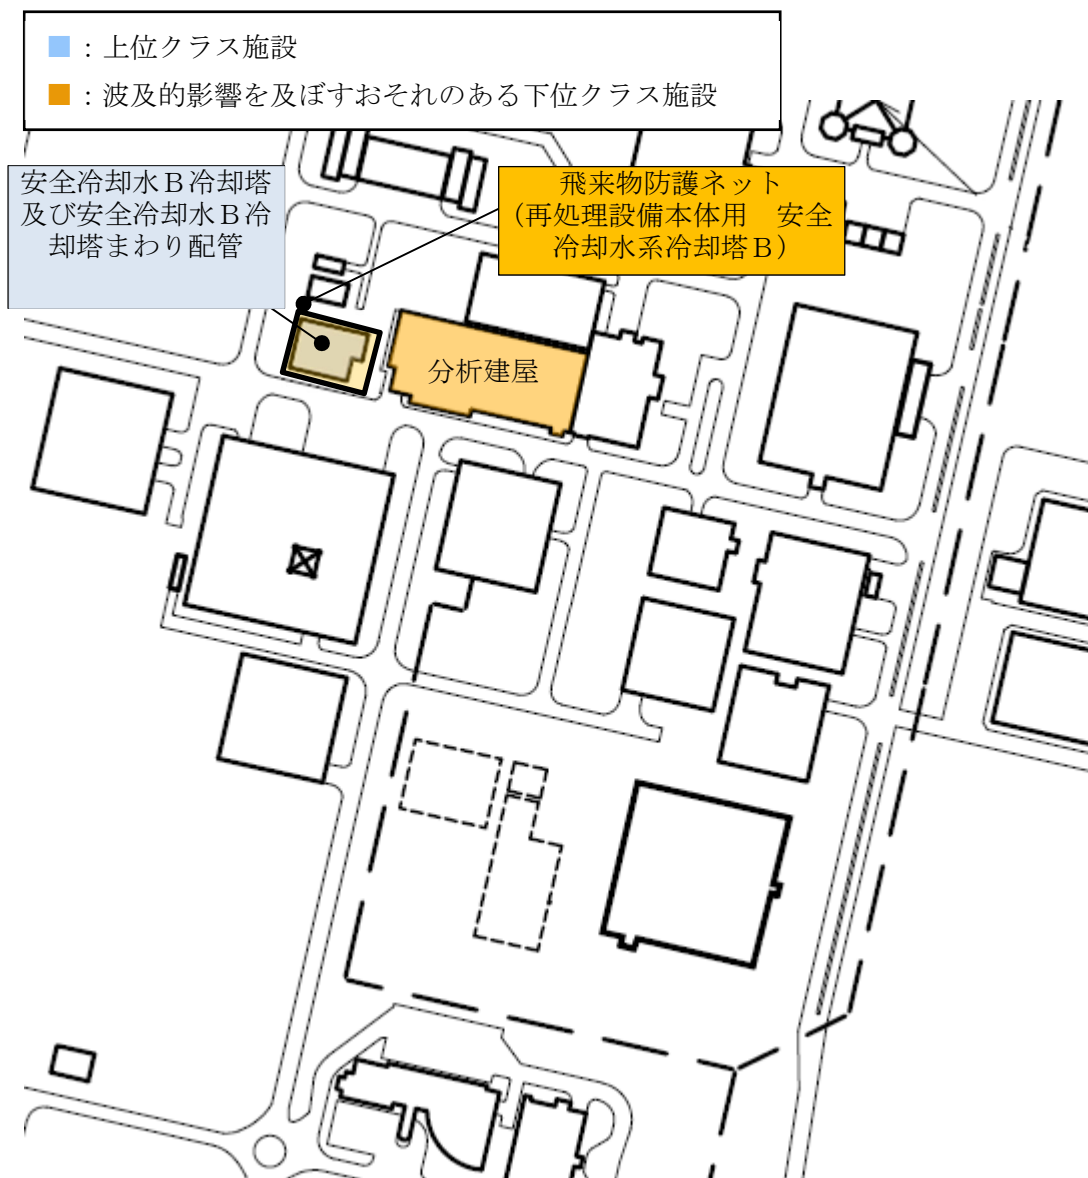 ■：上位クラス施設
■：波及的影響を及ぼすおそれのある下位クラス施設
安全冷却水Ｂ冷却塔
及び安全冷却水Ｂ冷
却塔まわり配管
飛来物防護ネット
（再処理設備本体用　安全
冷却水系冷却塔Ｂ）
分析建屋